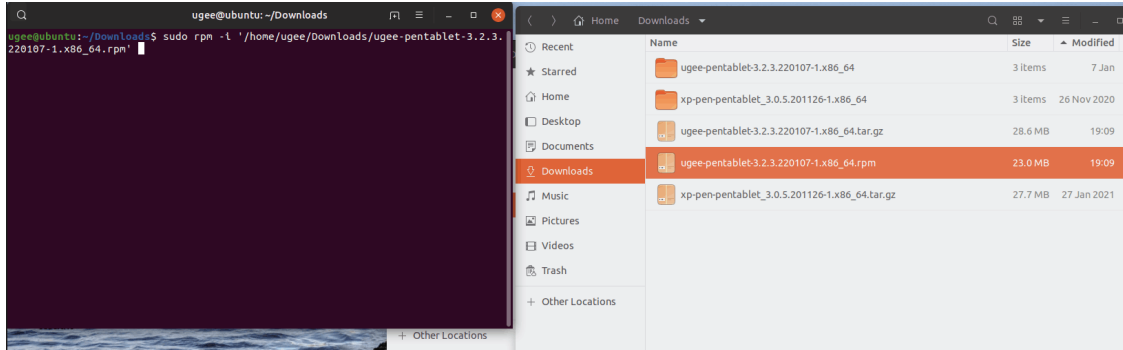 ugee@ubuntu: ~/Downloads
ugee@ubuntu:~/Downloads$ sudo rpm -i '/home/ugee/Downloads/ugee-pentablet-3.2.3.
220107-1.x86_64.rpm'
+ Other Locations
Home Downloads
Recent
Starred
Home
Desktop
Documents
Downloads
Music
Pictures
Videos
Trash
+ Other Locations
Name Size Modified
ugee-pentablet-3.2.3.220107-1.x86_64 3 items 7 Jan
xp-pen-pentablet_3.0.5.201126-1.x86_64 3 items 26 Nov 2020
ugee-pentablet-3.2.3.220107-1.x86_64.tar.gz 28.6 MB 19:09
ugee-pentablet-3.2.3.220107-1.x86_64.rpm 23.0 MB 19:09
xp-pen-pentablet_3.0.5.201126-1.x86_64.tar.gz 27.7 MB 27 Jan 2021